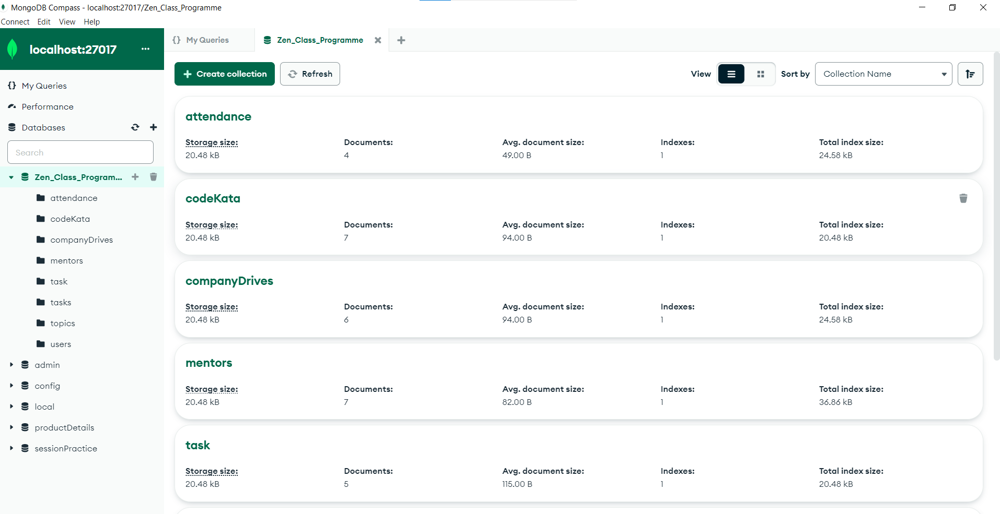 MongoDB Compass - localhost:27017/Zen_Class_Programme
Connect Edit View Help
localhost:27017
My Queries
Performance
Databases
Search
Zen_Class_Program...
attendance
codeKata
companyDrives
mentors
task
tasks
topics
users
admin
config
local
productDetails
sessionPractice
My Queries Zen_Class_Programme
Create collection Refresh View Sort by Collection Name
attendance
Storage size: Documents: Avg. document size: Indexes: Total index size:
20.48 kB 4 49.00 B 1 24.58 kB
codeKata
Storage size: Documents: Avg. document size: Indexes: Total index size:
20.48 kB 7 94.00 B 1 20.48 kB
companyDrives
Storage size: Documents: Avg. document size: Indexes: Total index size:
20.48 kB 6 94.00 B 1 24.58 kB
mentors
Storage size: Documents: Avg. document size: Indexes: Total index size:
20.48 kB 7 82.00 B 1 36.86 kB
task
Storage size: Documents: Avg. document size: Indexes: Total index size:
20.48 kB 5 115.00 B 1 20.48 kB